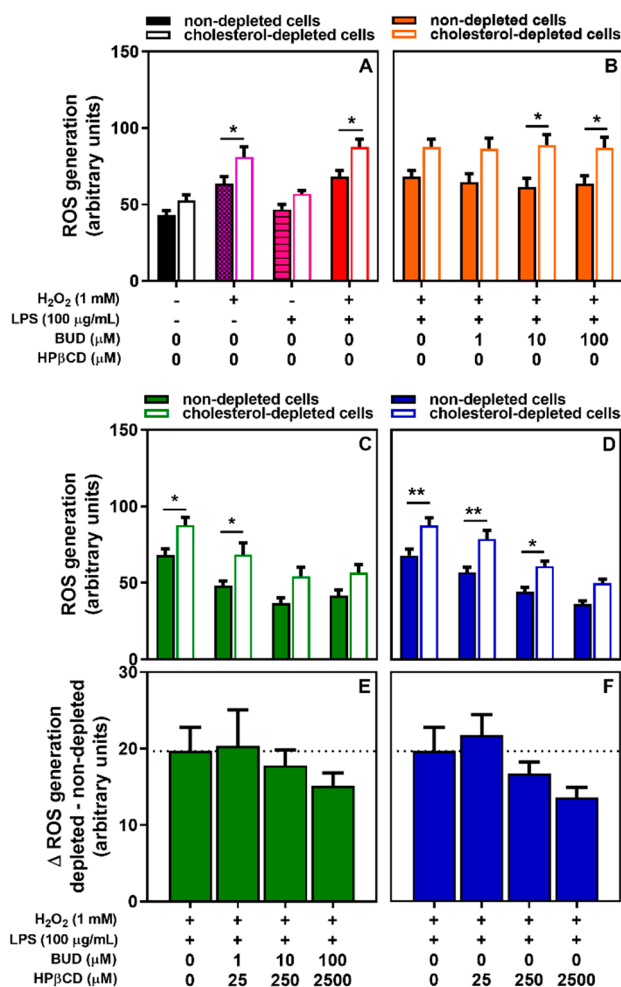 non-depleted cells non-depleted cells
cholesterol-depleted cells cholesterol-depleted cells
150
A B
* * * *
100
50
0
ROS generation
(arbitrary units)
H₂O₂ (1 mM) - + - + + + + +
LPS (100 µg/mL) - - + + + + + +
BUD (µM) 0 0 0 0 0 1 10 100
HPβCD (µM) 0 0 0 0 0 0 0 0
non-depleted cells non-depleted cells
cholesterol-depleted cells cholesterol-depleted cells
150
C D
* * ** ** *
100
50
0
ROS generation
(arbitrary units)
30
E F
20
10
0
Δ ROS generation
depleted - non-depleted
(arbitrary units)
H₂O₂ (1 mM) + + + + + + + +
LPS (100 µg/mL) + + + + + + + +
BUD (µM) 0 1 10 100 0 0 0 0
HPβCD (µM) 0 25 250 2500 0 25 250 2500